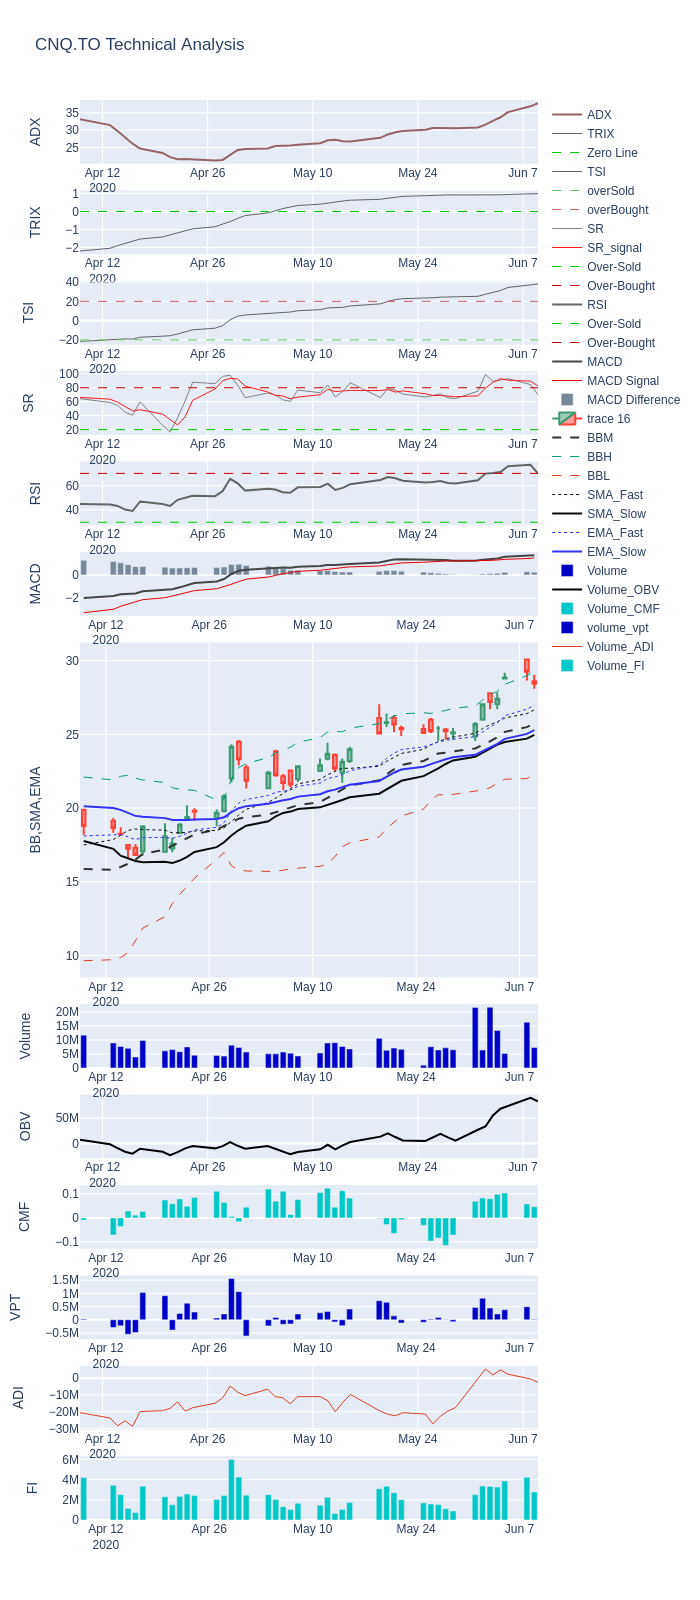 CNQ.TO Technical Analysis
ADX
35
30
25
Apr 12
2020
Apr 26
May 10
May 24
Jun 7
TRIX
1
0
−1
−2
Apr 12
2020
Apr 26
May 10
May 24
Jun 7
TSI
40
20
0
−20
Apr 12
2020
Apr 26
May 10
May 24
Jun 7
SR
100
80
60
40
20
Apr 12
2020
Apr 26
May 10
May 24
Jun 7
RSI
60
40
Apr 12
2020
Apr 26
May 10
May 24
Jun 7
MACD
0
−2
Apr 12
2020
Apr 26
May 10
May 24
Jun 7
BB,SMA,EMA
30
25
20
15
10
Apr 12
2020
Apr 26
May 10
May 24
Jun 7
Volume
20M
15M
10M
5M
0
Apr 12
2020
Apr 26
May 10
May 24
Jun 7
OBV
50M
0
Apr 12
2020
Apr 26
May 10
May 24
Jun 7
CMF
0.1
0
−0.1
Apr 12
2020
Apr 26
May 10
May 24
Jun 7
VPT
1.5M
1M
0.5M
0
−0.5M
Apr 12
2020
Apr 26
May 10
May 24
Jun 7
ADI
0
−10M
−20M
−30M
Apr 12
2020
Apr 26
May 10
May 24
Jun 7
FI
6M
4M
2M
0
Apr 12
2020
Apr 26
May 10
May 24
Jun 7
ADX
TRIX
Zero Line
TSI
overSold
overBought
SR
SR_signal
Over-Sold
Over-Bought
RSI
Over-Sold
Over-Bought
MACD
MACD Signal
MACD Difference
trace 16
BBM
BBH
BBL
SMA_Fast
SMA_Slow
EMA_Fast
EMA_Slow
Volume
Volume_OBV
Volume_CMF
volume_vpt
Volume_ADI
Volume_FI